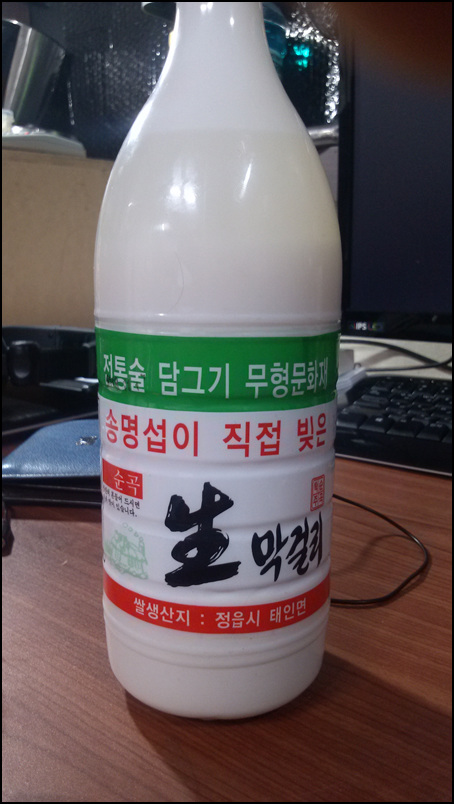 전통술 담그기 무형문화재
송명섭이 직접 빚은
순곡
生 막걸리
쌀생산지 : 정읍시 태인면
IPS